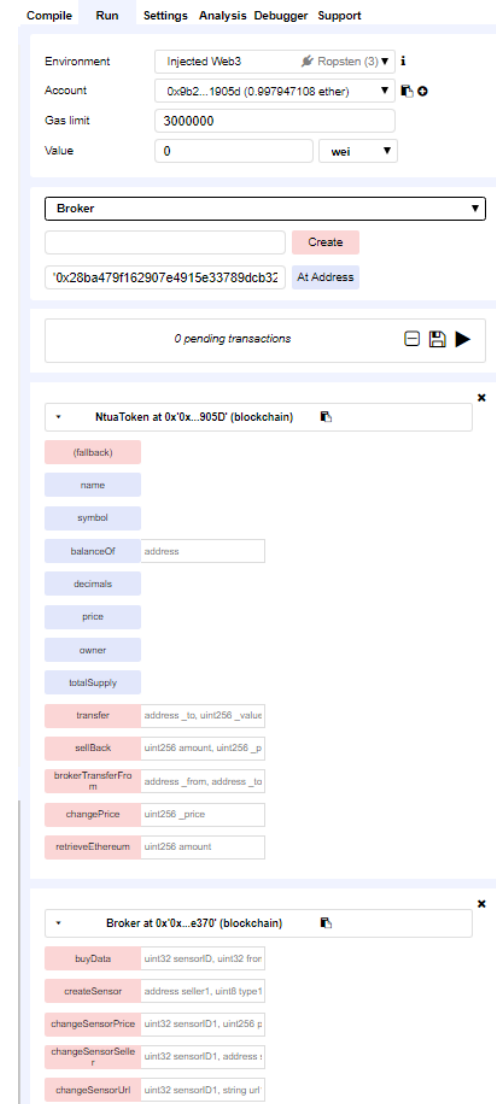 Compile Run Settings Analysis Debugger Support
Environment Injected Web3 Ropsten (3) i
Account 0x9b2...1905d (0.997947108 ether)
Gas limit 3000000
Value 0 wei
Broker
Create
'0x28ba479f162907e4915e33789dcb32 At Address
0 pending transactions
NtuaToken at 0x'0x...905D' (blockchain)
(fallback)
name
symbol
balanceOf address
decimals
price
owner
totalSupply
transfer address _to, uint256 _value
sellBack uint256 amount, uint256 _p
brokerTransferFro
m address _from, address _to
changePrice uint256 _price
retrieveEthereum uint256 amount
Broker at 0x'0x...e370' (blockchain)
buyData uint32 sensorID, uint32 fror
createSensor address seller1, uint8 type1
changeSensorPrice uint32 sensorID1, uint256 p
changeSensorSelle
r uint32 sensorID1, address
changeSensorUrl uint32 sensorID1, string url